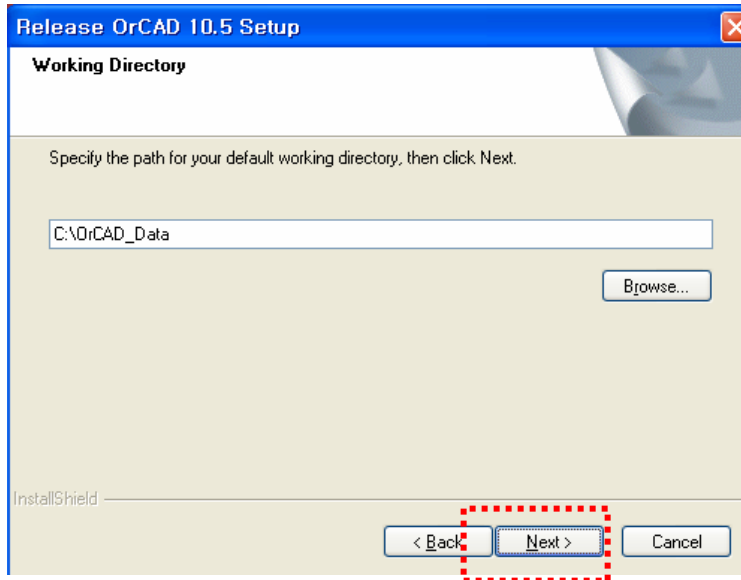 Release OrCAD 10.5 Setup
Working Directory
Specify the path for your default working directory, then click Next.
C:\OrCAD_Data
Browse...
InstallShield
< Back Next > Cancel